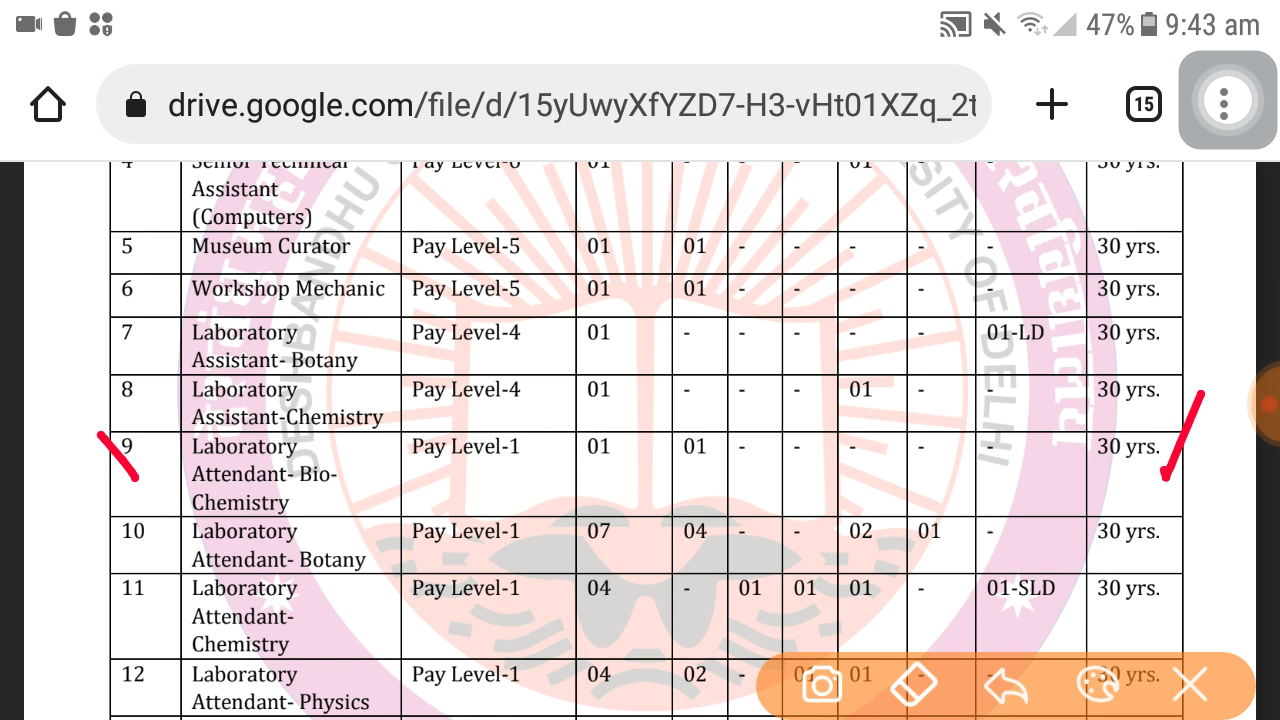 47% 9:43 am
drive.google.com/file/d/15yUwyXfYZD7-H3-vHt01XZq_2t
15
4 Senior Technical Pay Level-6 01 - - - 01 - - 30 yrs.
Assistant
(Computers)
5 Museum Curator Pay Level-5 01 01 - - - - - 30 yrs.
6 Workshop Mechanic Pay Level-5 01 01 - - - - - 30 yrs.
7 Laboratory Pay Level-4 01 - - - - - 01-LD 30 yrs.
Assistant- Botany
8 Laboratory Pay Level-4 01 - - - 01 - - 30 yrs.
Assistant-Chemistry
9 Laboratory Pay Level-1 01 01 - - - - - 30 yrs.
Attendant- Bio-
Chemistry
10 Laboratory Pay Level-1 07 04 - - 02 01 - 30 yrs.
Attendant- Botany
11 Laboratory Pay Level-1 04 - 01 01 01 - 01-SLD 30 yrs.
Attendant-
Chemistry
12 Laboratory Pay Level-1 04 02 - 01 01 - - 30 yrs.
Attendant- Physics
DESHBANDHU
SITY OF DELHI